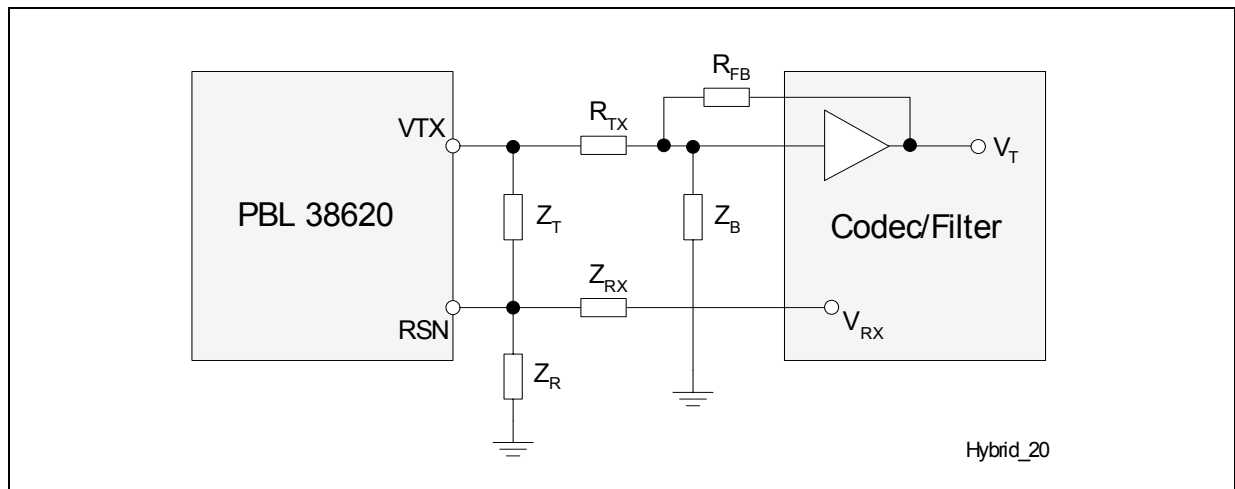 R_FB
R_TX
VTX
V_T
PBL 38620
Z_T
Z_B
Codec/Filter
Z_RX
RSN
V_RX
Z_R
Hybrid_20